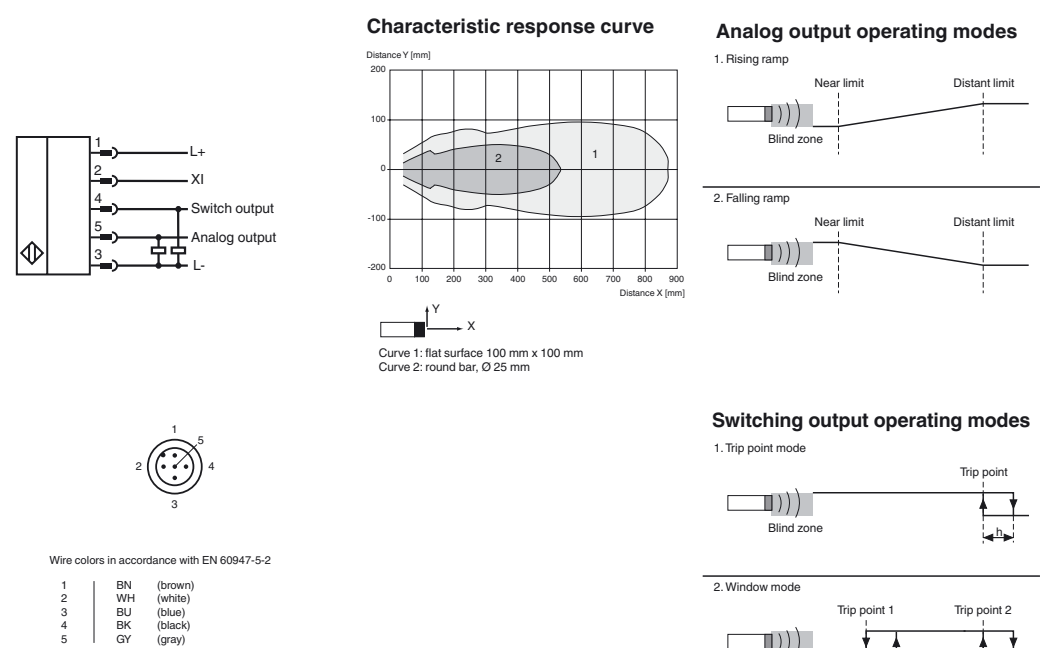 1
L+
2
XI
4
Switch output
5
Analog output
3
L-
1
5
2
4
3
Wire colors in accordance with EN 60947-5-2
1 BN (brown)
2 WH (white)
3 BU (blue)
4 BK (black)
5 GY (gray)
Characteristic response curve
Distance Y [mm]
200
100
0
-100
-200
2
1
0 100 200 300 400 500 600 700 800 900
Distance X [mm]
Y
X
Curve 1: flat surface 100 mm x 100 mm
Curve 2: round bar, Ø 25 mm
Analog output operating modes
1. Rising ramp
Near limit Distant limit
Blind zone
2. Falling ramp
Near limit Distant limit
Blind zone
Switching output operating modes
1. Trip point mode
Trip point
Blind zone
h
2. Window mode
Trip point 1 Trip point 2